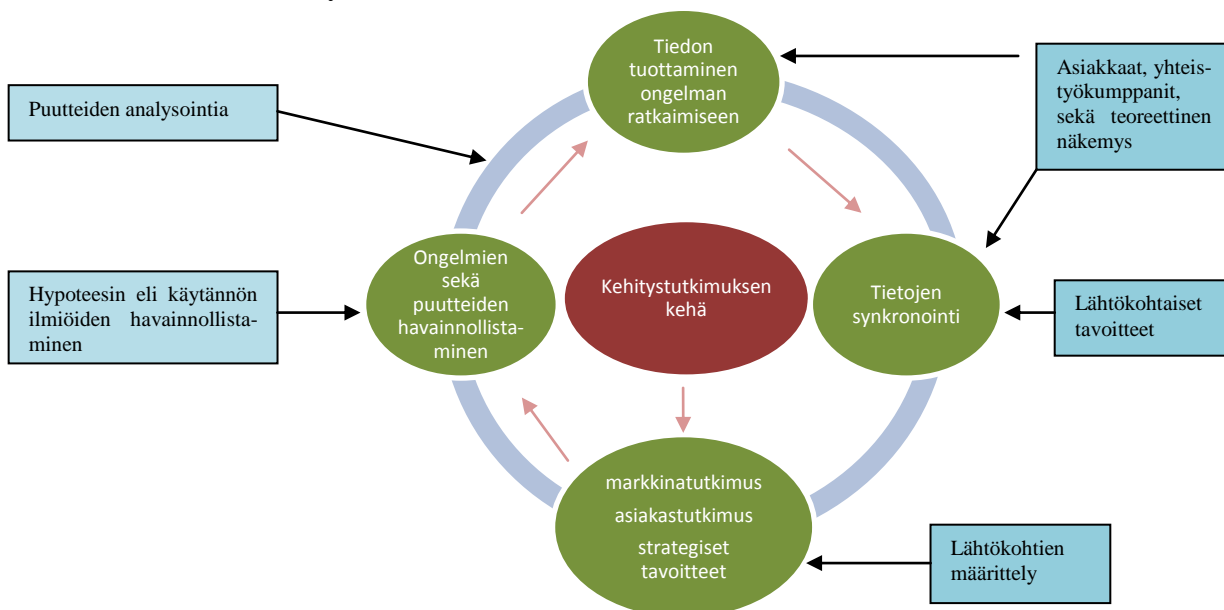 Tiedon
tuottaminen
ongelman
ratkaimiseen
Asiakkaat, yhteis-
työkumppanit,
sekä teoreettinen
näkemys
Puutteiden analysointia
Ongelmien
sekä
puutteiden
havainnollista-
minen
Kehitystutkimuksen
kehä
Tietojen
synkronointi
Hypoteesin eli käytännön
ilmiöiden havainnollista-
minen
Lähtökohtaiset
tavoitteet
markkinatutkimus
asiakastutkimus
strategiset
tavoitteet
Lähtökohtien
määrittely